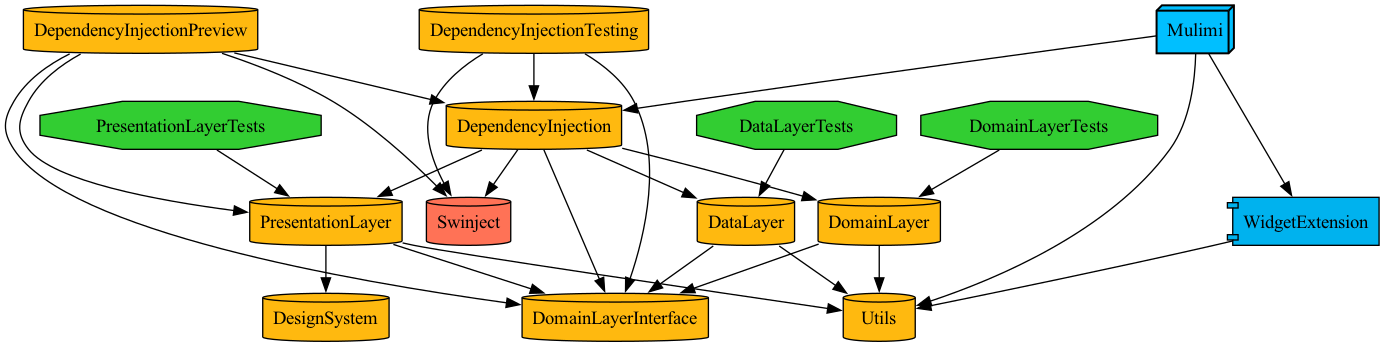 DependencyInjectionPreview
DependencyInjectionTesting
Mulimi
PresentationLayerTests
DependencyInjection
DataLayerTests
DomainLayerTests
PresentationLayer
Swinject
DataLayer
DomainLayer
WidgetExtension
DesignSystem
DomainLayerInterface
Utils